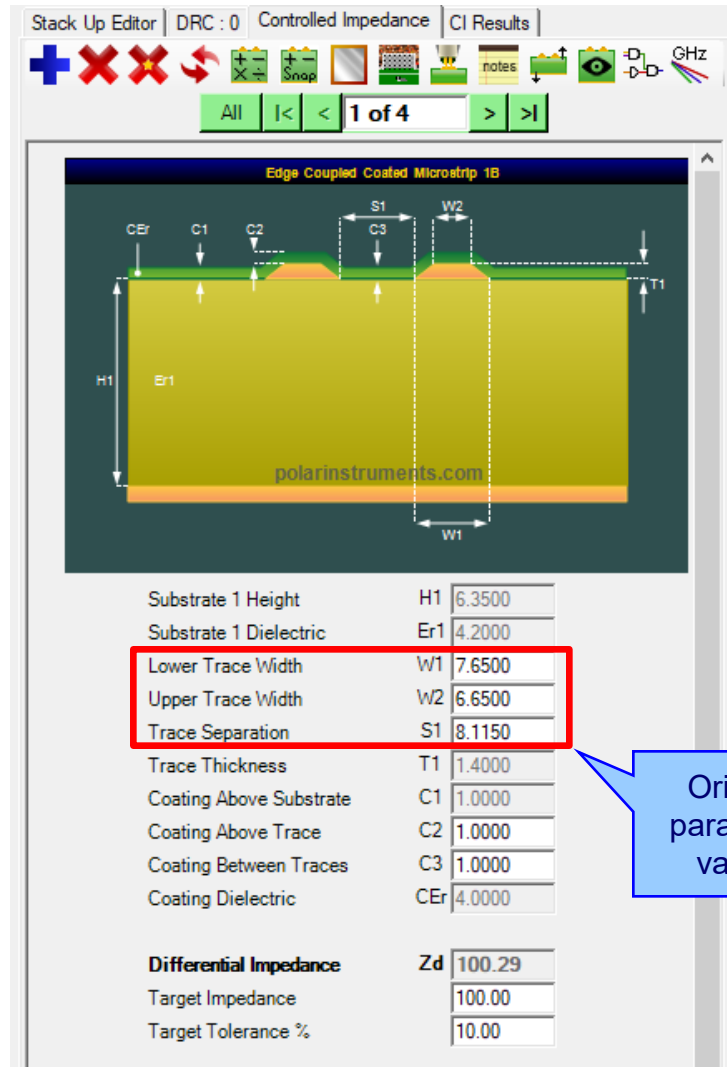 Stack Up Editor DRC : 0 Controlled Impedance CI Results
Snap notes GHz
All |< < 1 of 4 > >|
Edge Coupled Coated Microstrip 1B
S1 W2
CEr C1 C2 C3
T1
H1 Er1
polarinstruments.com
W1
Substrate 1 Height H1 6.3500
Substrate 1 Dielectric Er1 4.2000
Lower Trace Width W1 7.6500
Upper Trace Width W2 6.6500
Trace Separation S1 8.1150
Trace Thickness T1 1.4000
Coating Above Substrate C1 1.0000
Coating Above Trace C2 1.0000
Coating Between Traces C3 1.0000
Coating Dielectric CEr 4.0000
Ori
para
va
Differential Impedance Zd 100.29
Target Impedance 100.00
Target Tolerance % 10.00